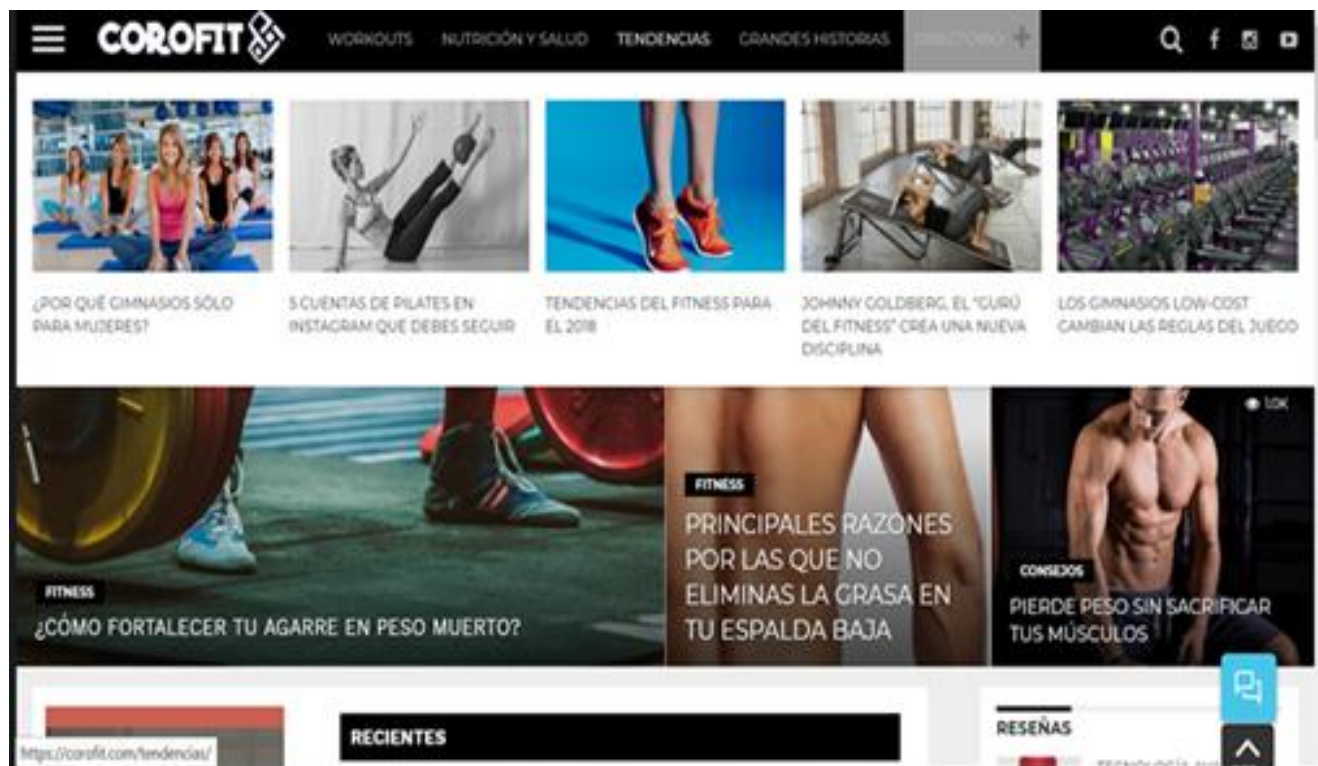 COROFIT
WORKOUTS NUTRICIÓN Y SALUD TENDENCIAS GRANDES HISTORIAS DIRECTORIO +
¿POR QUÉ GIMNASIOS SÓLO
PARA MUJERES?
5 CUENTAS DE PILATES EN
INSTAGRAM QUE DEBES SEGUIR
TENDENCIAS DEL FITNESS PARA
EL 2018
JOHNNY GOLDBERG, EL "GURÚ
DEL FITNESS" CREA UNA NUEVA
DISCIPLINA
LOS GIMNASIOS LOW-COST
CAMBIAN LAS REGLAS DEL JUEGO
FITNESS
¿CÓMO FORTALECER TU AGARRE EN PESO MUERTO?
FITNESS
PRINCIPALES RAZONES
POR LAS QUE NO
ELIMINAS LA GRASA EN
TU ESPALDA BAJA
1.0K
CONSEJOS
PIERDE PESO SIN SACRIFICAR
TUS MÚSCULOS
RECIENTES
RESEÑAS
https://corofit.com/tendencias/